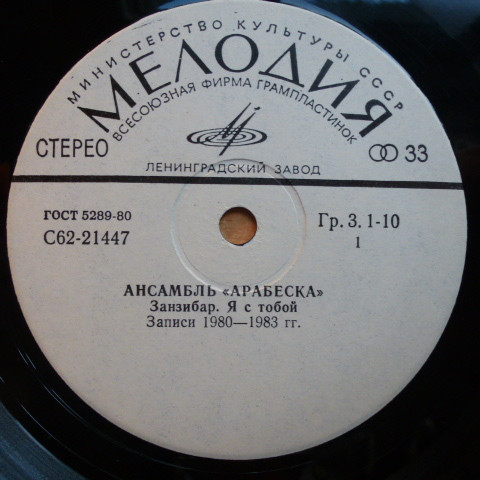 МИНИСТЕРСТВО КУЛЬТУРЫ СССР
МЕЛОДИЯ
ВСЕСОЮЗНАЯ ФИРМА ГРАМПЛАСТИНОК
СТЕРЕО
33
ЛЕНИНГРАДСКИЙ ЗАВОД
ГОСТ 5289-80
С62-21447
Гр. 3. 1-10
1
АНСАМБЛЬ «АРАБЕСКА»
Занзибар. Я с тобой
Записи 1980—1983 гг.